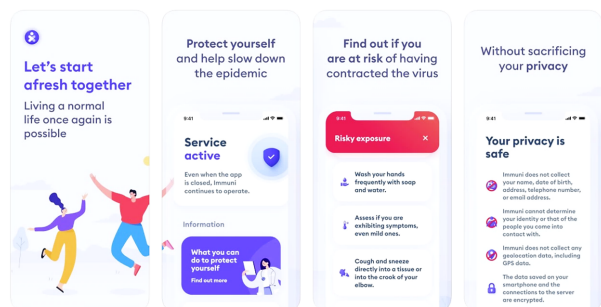 Let's start
afresh together
Living a normal
life once again is
possible
Protect yourself
and help slow down
the epidemic
9:41
Service
active
Even when the app
is closed, Immuni
continues to operate.
Information
What you can
do to protect
yourself
Find out more
Find out if you
are at risk of having
contracted the virus
9:41
Risky exposure
Wash your hands
frequently with soap
and water.
Assess if you are
exhibiting symptoms,
even mild ones.
Cough and sneeze
directly into a tissue or
into the crook of your
elbow.
Without sacrificing
your privacy
9:41
Your privacy is
safe
Immuni does not collect
your name, date of birth,
address, telephone number,
or email address.
Immuni cannot determine
your identity or that of the
people you come into
contact with.
Immuni does not collect any
geolocation data, including
GPS data.
The data saved on your
smartphone and the
connections to the server
are encrypted.